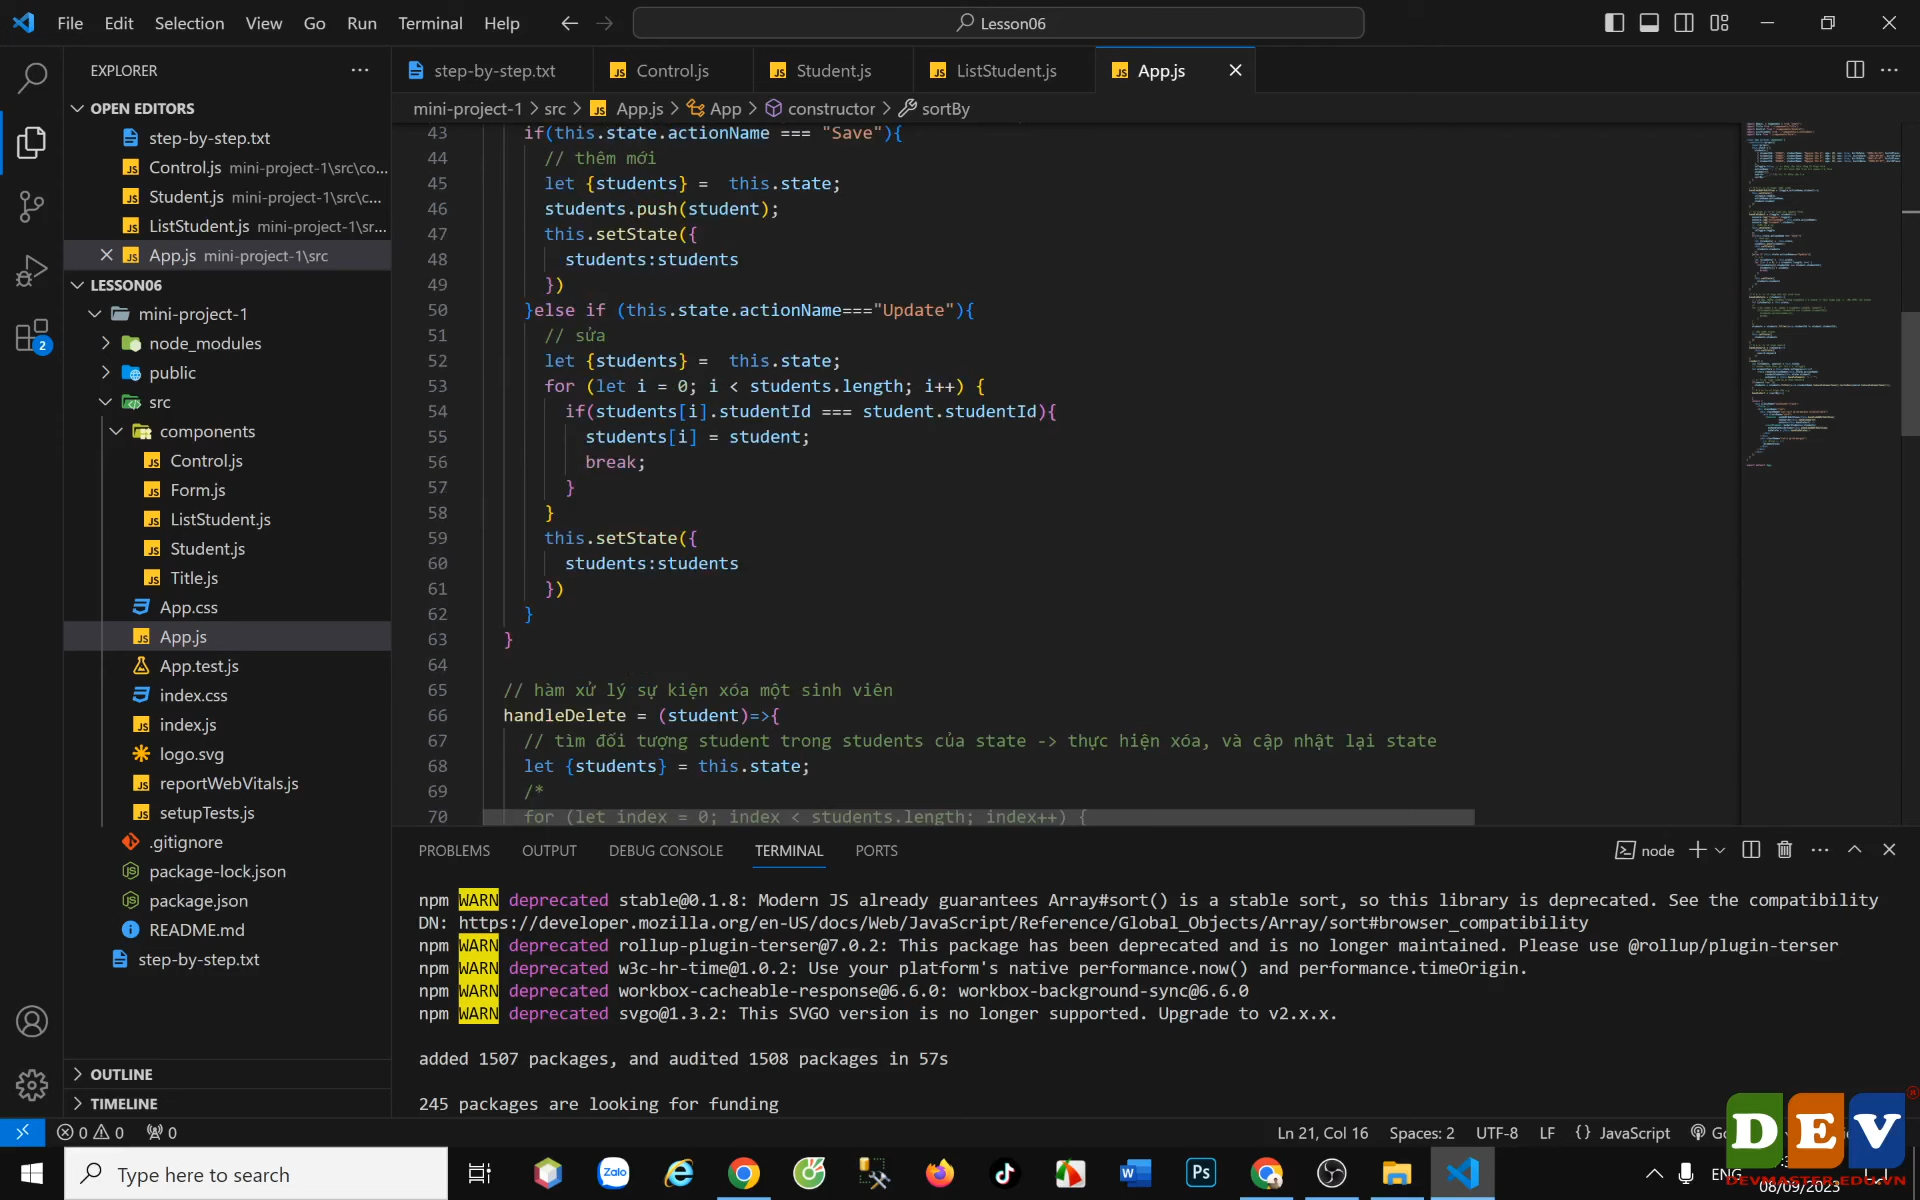 File Edit Selection View Go Run Terminal Help
Lesson06
EXPLORER
step-by-step.txt Control.js Student.js ListStudent.js App.js
OPEN EDITORS
step-by-step.txt
Control.js mini-project-1\src\co...
Student.js mini-project-1\src\c...
ListStudent.js mini-project-1\sr...
App.js mini-project-1\src
LESSON06
mini-project-1
node_modules
public
src
components
Control.js
Form.js
ListStudent.js
Student.js
Title.js
App.css
App.js
App.test.js
index.css
index.js
logo.svg
reportWebVitals.js
setupTests.js
.gitignore
package-lock.json
package.json
README.md
step-by-step.txt
OUTLINE
TIMELINE
2
mini-project-1 > src > App.js > App > constructor > sortBy
43 if(this.state.actionName === "Save"){
44 // thêm mới
45 let {students} = this.state;
46 students.push(student);
47 this.setState({
48 students:students
49 })
50 }else if (this.state.actionName==="Update"){
51 // sửa
52 let {students} = this.state;
53 for (let i = 0; i < students.length; i++) {
54 if(students[i].studentId === student.studentId){
55 students[i] = student;
56 break;
57 }
58 }
59 this.setState({
60 students:students
61 })
62 }
63 }
64
65 // hàm xử lý sự kiện xóa một sinh viên
66 handleDelete = (student)=>{
67 // tìm đối tượng student trong students của state -> thực hiện xóa, và cập nhật lại state
68 let {students} = this.state;
69 /*
70 for (let index = 0; index < students.length; index++) {
PROBLEMS OUTPUT DEBUG CONSOLE TERMINAL PORTS
node
npm WARN deprecated stable@0.1.8: Modern JS already guarantees Array#sort() is a stable sort, so this library is deprecated. See the compatibility
DN: https://developer.mozilla.org/en-US/docs/Web/JavaScript/Reference/Global_Objects/Array/sort#browser_compatibility
npm WARN deprecated rollup-plugin-terser@7.0.2: This package has been deprecated and is no longer maintained. Please use @rollup/plugin-terser
npm WARN deprecated w3c-hr-time@1.0.2: Use your platform's native performance.now() and performance.timeOrigin.
npm WARN deprecated workbox-cacheable-response@6.6.0: workbox-background-sync@6.6.0
npm WARN deprecated svgo@1.3.2: This SVGO version is no longer supported. Upgrade to v2.x.x.
added 1507 packages, and audited 1508 packages in 57s
245 packages are looking for funding
0 0 0
Ln 21, Col 16 Spaces: 2 UTF-8 LF {} JavaScript
DEV
Type here to search
Zalo
Ps
ENG
DEVMASTER.EDU.VN
08/09/2023